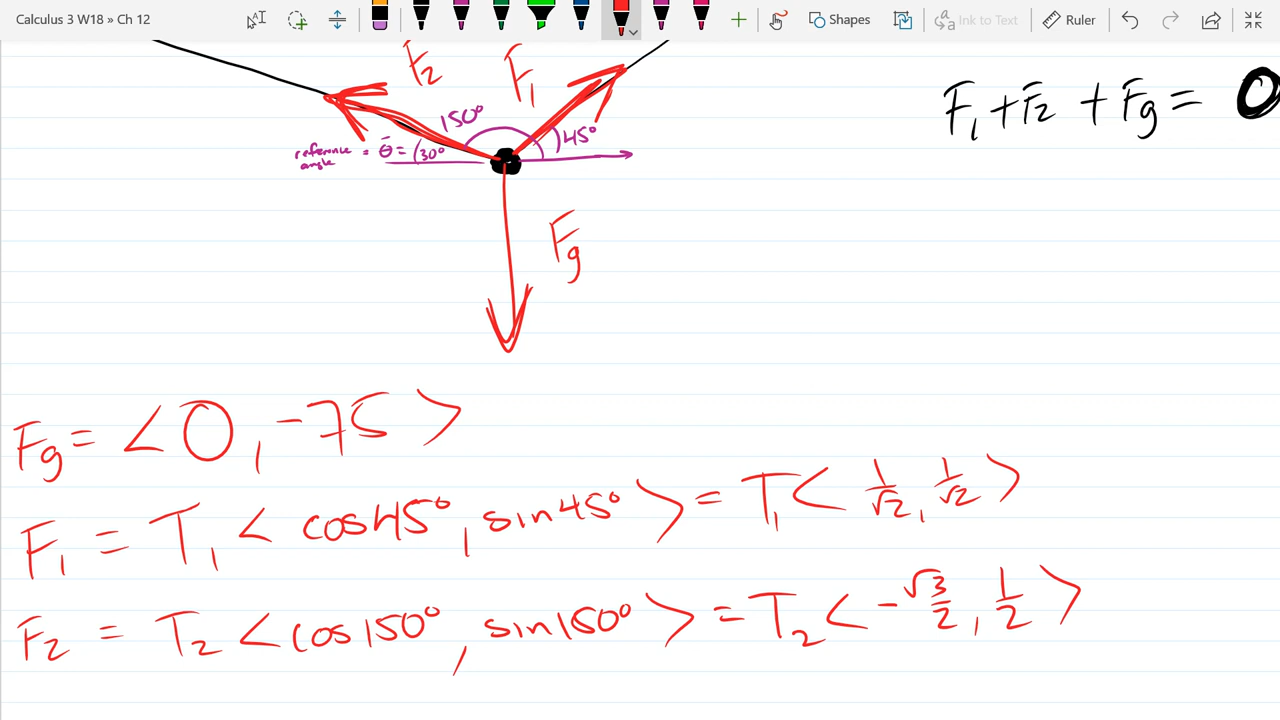 Calculus 3 W18 » Ch 12
Shapes
Ink to Text
Ruler
F₂
F₁
F₁ + F₂ + Fg = 0
150°
45°
reference angle = θ̄ = 30°
Fg
Fg = < 0, -75 >
F₁ = T₁ < cos45°, sin45° > = T₁ < 1/√2, 1/√2 >
F₂ = T₂ < cos150°, sin150° > = T₂ < -√3/2, 1/2 >